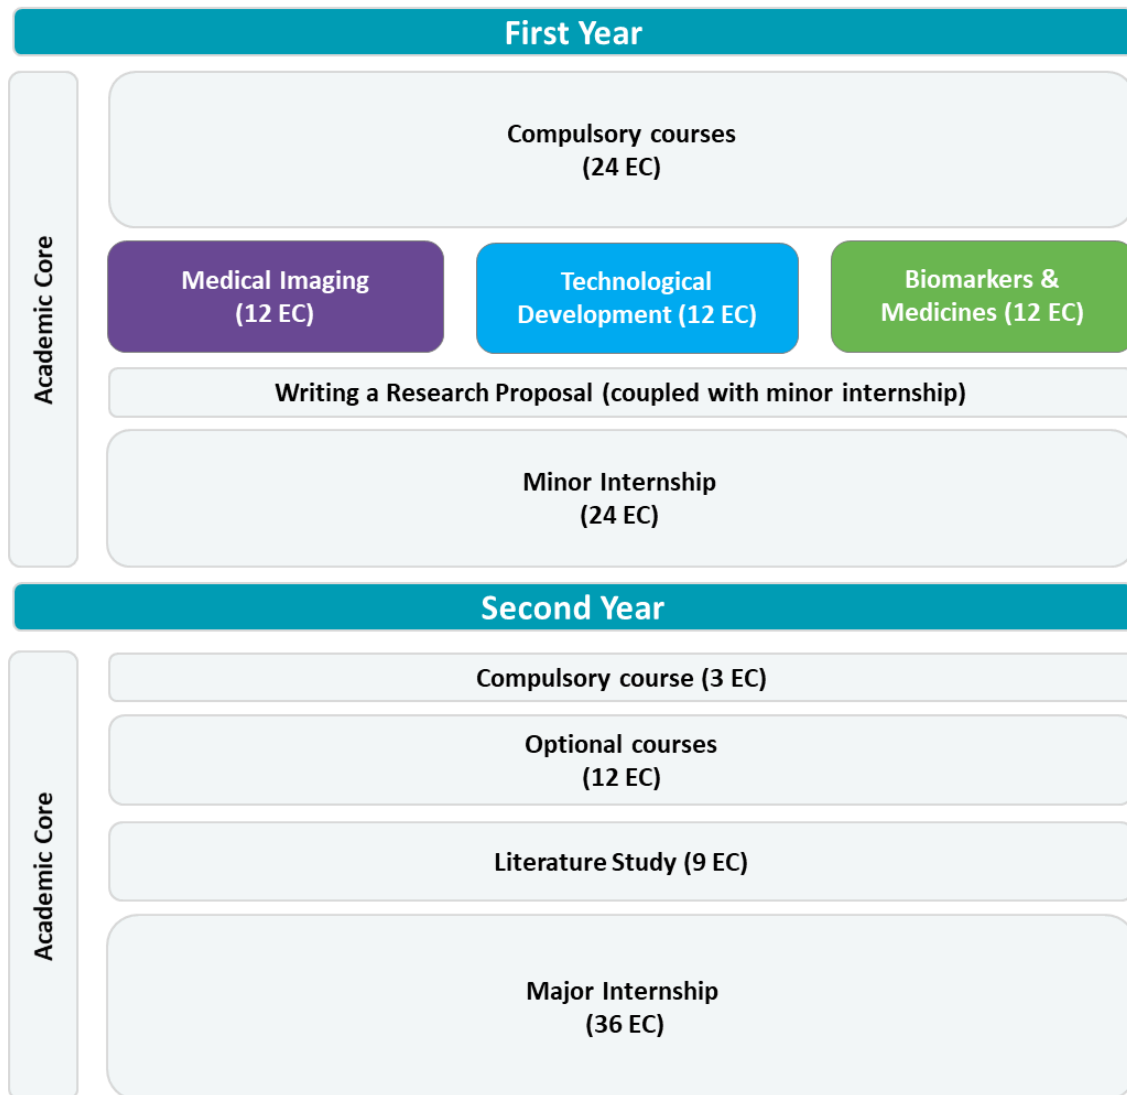 First Year
Academic Core
Compulsory courses
(24 EC)
Medical Imaging
(12 EC)
Technological
Development (12 EC)
Biomarkers &
Medicines (12 EC)
Writing a Research Proposal (coupled with minor internship)
Minor Internship
(24 EC)
Second Year
Academic Core
Compulsory course (3 EC)
Optional courses
(12 EC)
Literature Study (9 EC)
Major Internship
(36 EC)